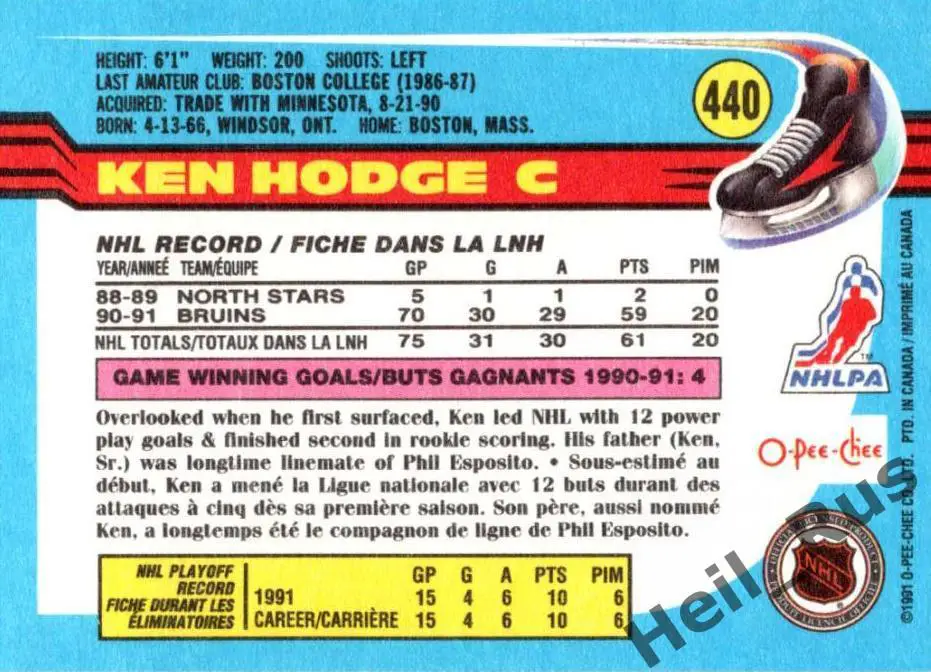 HEIGHT: 6'1" WEIGHT: 200 SHOOTS: LEFT
LAST AMATEUR CLUB: BOSTON COLLEGE (1986-87)
ACQUIRED: TRADE WITH MINNESOTA, 8-21-90
BORN: 4-13-66, WINDSOR, ONT. HOME: BOSTON, MASS.
440
KEN HODGE C
NHL RECORD / FICHE DANS LA LNH
YEAR/ANNEÉ TEAM/ÉQUIPE GP G A PTS PIM
88-89 NORTH STARS 5 1 1 2 0
90-91 BRUINS 70 30 29 59 20
NHL TOTALS/TOTAUX DANS LA LNH 75 31 30 61 20
GAME WINNING GOALS/BUTS GAGNANTS 1990-91: 4
Overlooked when he first surfaced, Ken led NHL with 12 power
play goals & finished second in rookie scoring. His father (Ken,
Sr.) was longtime linemate of Phil Esposito. • Sous-estimé au
début, Ken a mené la Ligue nationale avec 12 buts durant des
attaques à cinq dès sa première saison. Son père, aussi nommé
Ken, a longtemps été le compagnon de ligne de Phil Esposito.
NHL PLAYOFF
RECORD
FICHE DURANT LES
ÉLIMINATOIRES
GP G A PTS PIM
1991 15 4 6 10 6
CAREER/CARRIÈRE 15 4 6 10 6
TM
NHLPA
O-PEE-CHEE
NHL
©1991 O-PEE-CHEE CO. LTD. PTD. IN CANADA/IMPRIMÉ AU CANADA
Heil_Rus